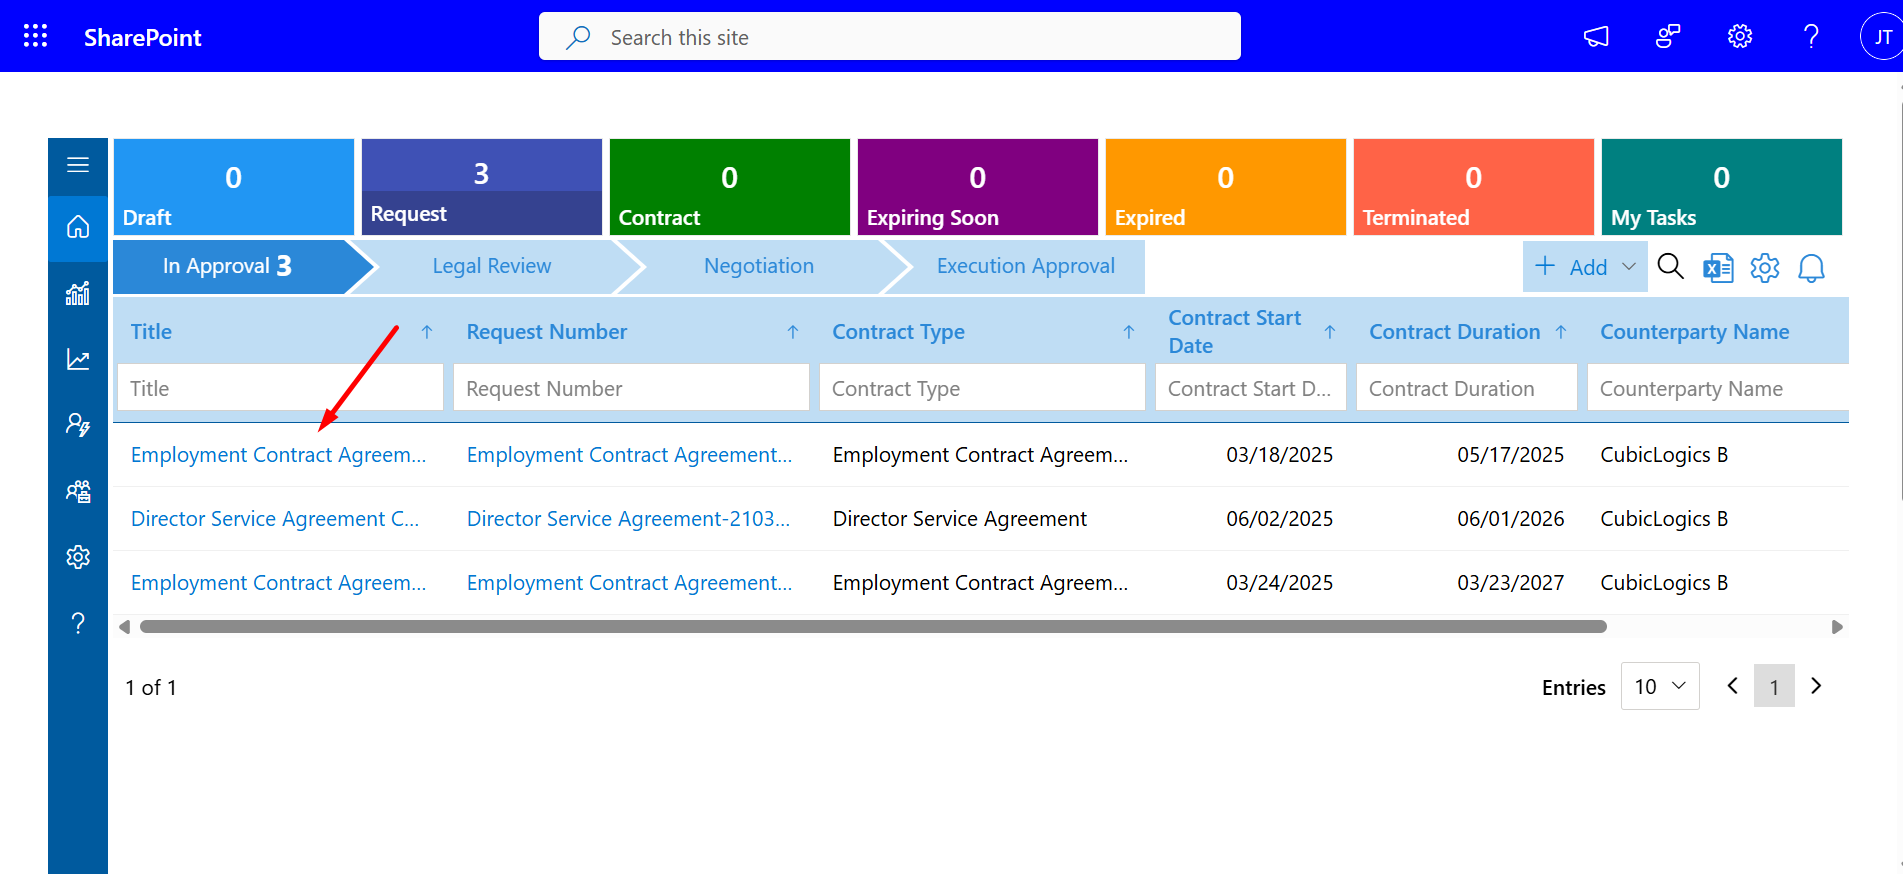 SharePoint
Search this site
JT
0
Draft
3
Request
0
Contract
0
Expiring Soon
0
Expired
0
Terminated
0
My Tasks
In Approval 3
Legal Review
Negotiation
Execution Approval
+ Add
Title
Request Number
Contract Type
Contract Start
Date
Contract Duration
Counterparty Name
Title
Request Number
Contract Type
Contract Start D...
Contract Duration
Counterparty Name
Employment Contract Agreem... Employment Contract Agreement... Employment Contract Agreem... 03/18/2025 05/17/2025 CubicLogics B
Director Service Agreement C... Director Service Agreement-2103... Director Service Agreement 06/02/2025 06/01/2026 CubicLogics B
Employment Contract Agreem... Employment Contract Agreement... Employment Contract Agreem... 03/24/2025 03/23/2027 CubicLogics B
1 of 1
Entries 10 1